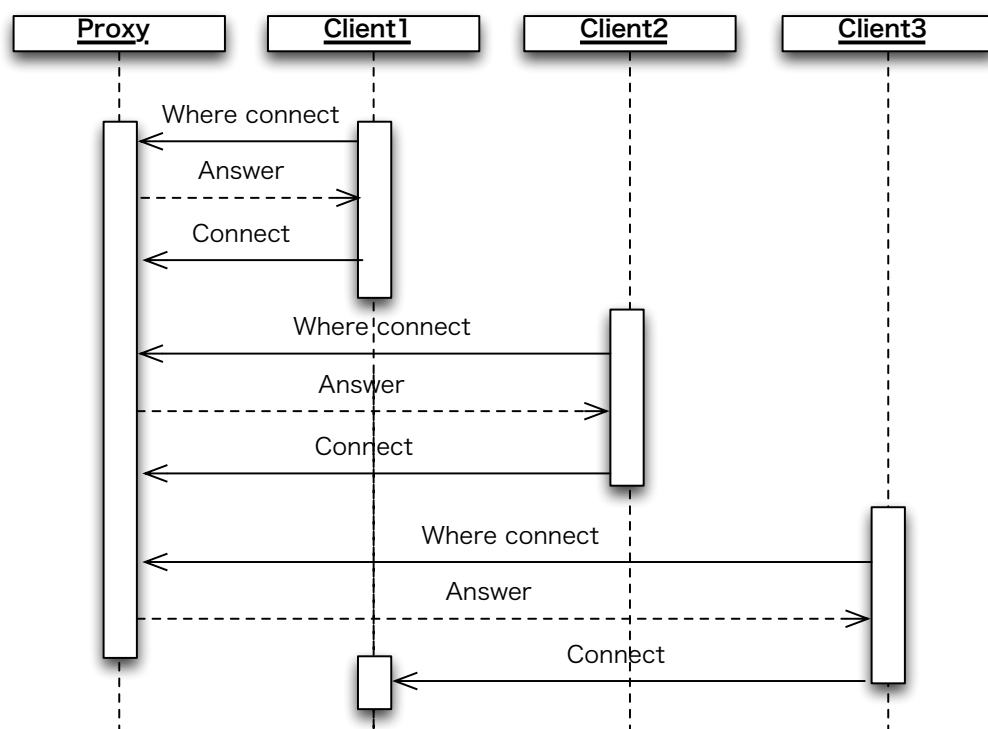 Proxy
Client1
Client2
Client3
Where connect
Answer
Connect
Where connect
Answer
Connect
Where connect
Answer
Connect